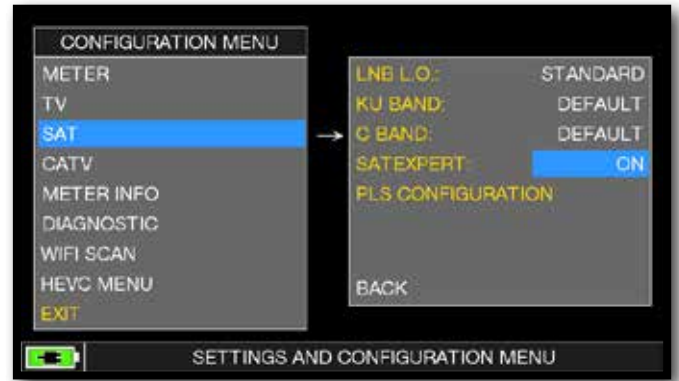 CONFIGURATION MENU
METER
TV
SAT
CATV
METER INFO
DIAGNOSTIC
WIFI SCAN
HEVC MENU
EXIT
LNB L.O.: STANDARD
KU BAND: DEFAULT
C BAND: DEFAULT
SATEXPERT: ON
PLS CONFIGURATION
BACK
SETTINGS AND CONFIGURATION MENU